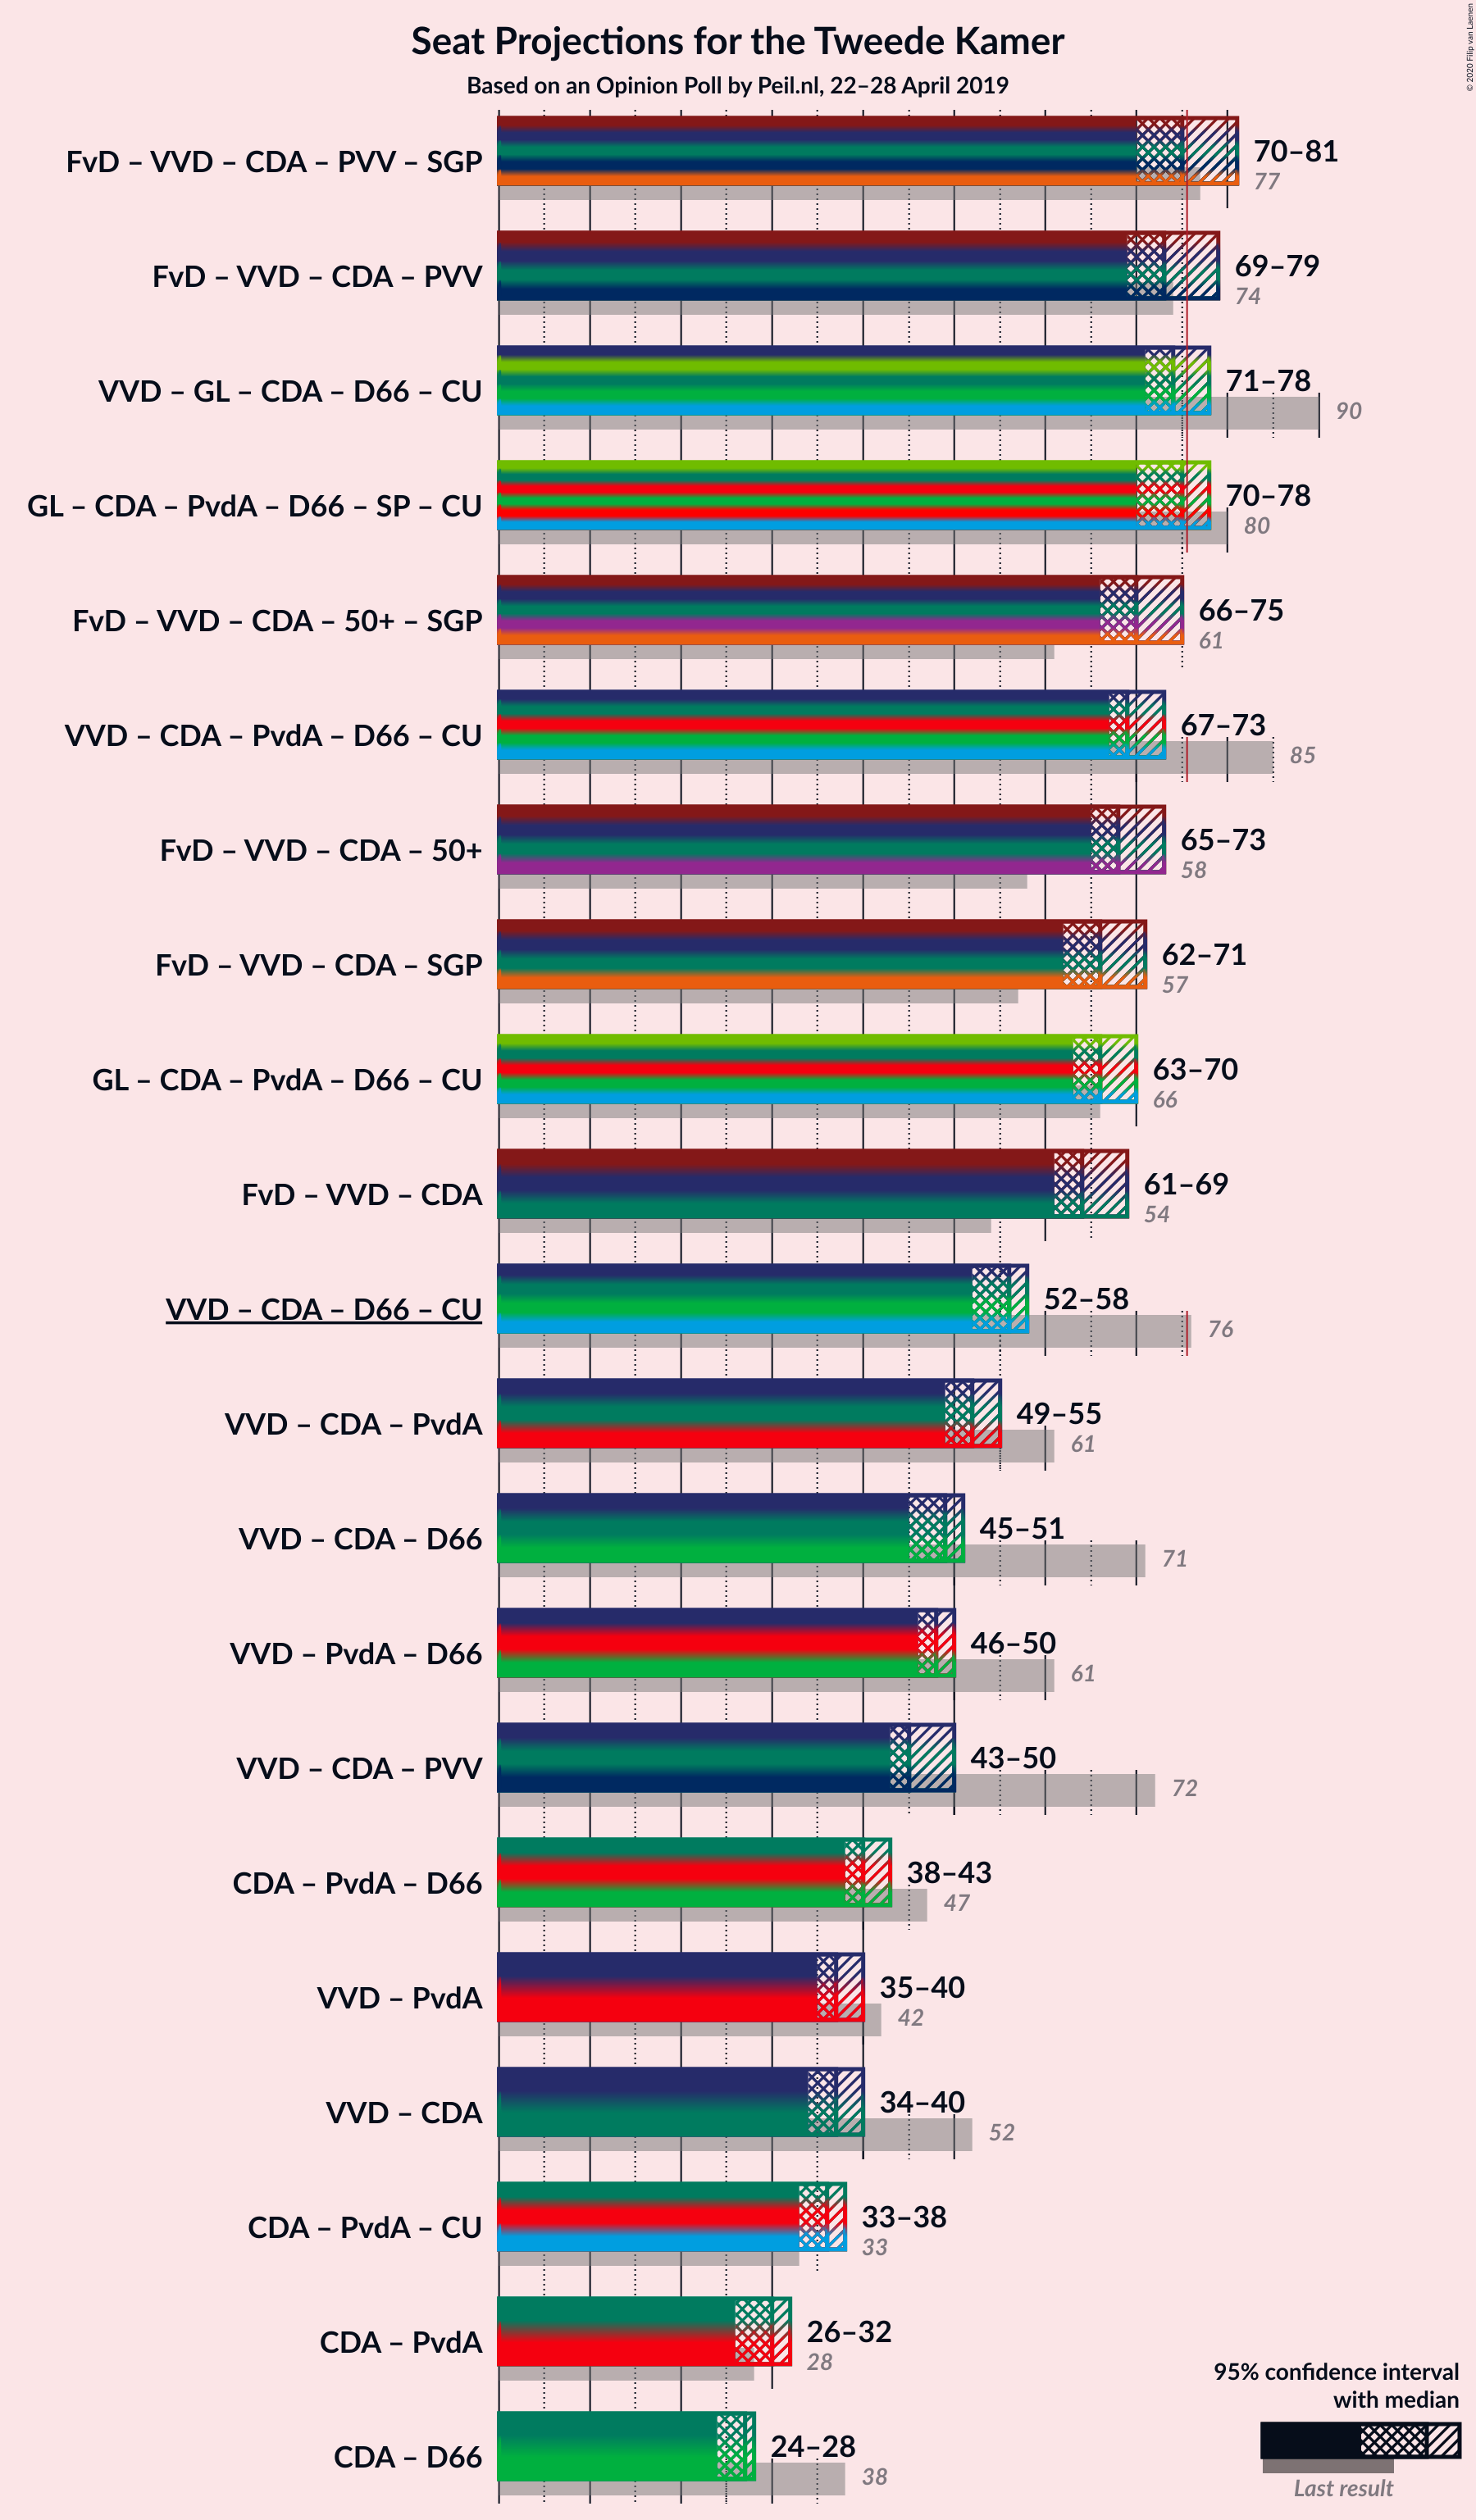 Seat Projections for the Tweede Kamer
Based on an Opinion Poll by Peil.nl, 22–28 April 2019
© 2020 Filip van Laenen
FvD – VVD – CDA – PVV – SGP
70–81
77
FvD – VVD – CDA – PVV
69–79
74
VVD – GL – CDA – D66 – CU
71–78
90
GL – CDA – PvdA – D66 – SP – CU
70–78
80
FvD – VVD – CDA – 50+ – SGP
66–75
61
VVD – CDA – PvdA – D66 – CU
67–73
85
FvD – VVD – CDA – 50+
65–73
58
FvD – VVD – CDA – SGP
62–71
57
GL – CDA – PvdA – D66 – CU
63–70
66
FvD – VVD – CDA
61–69
54
VVD – CDA – D66 – CU
52–58
76
VVD – CDA – PvdA
49–55
61
VVD – CDA – D66
45–51
71
VVD – PvdA – D66
46–50
61
VVD – CDA – PVV
43–50
72
CDA – PvdA – D66
38–43
47
VVD – PvdA
35–40
42
VVD – CDA
34–40
52
CDA – PvdA – CU
33–38
33
CDA – PvdA
26–32
28
CDA – D66
24–28
38
95% confidence interval
with median
Last result